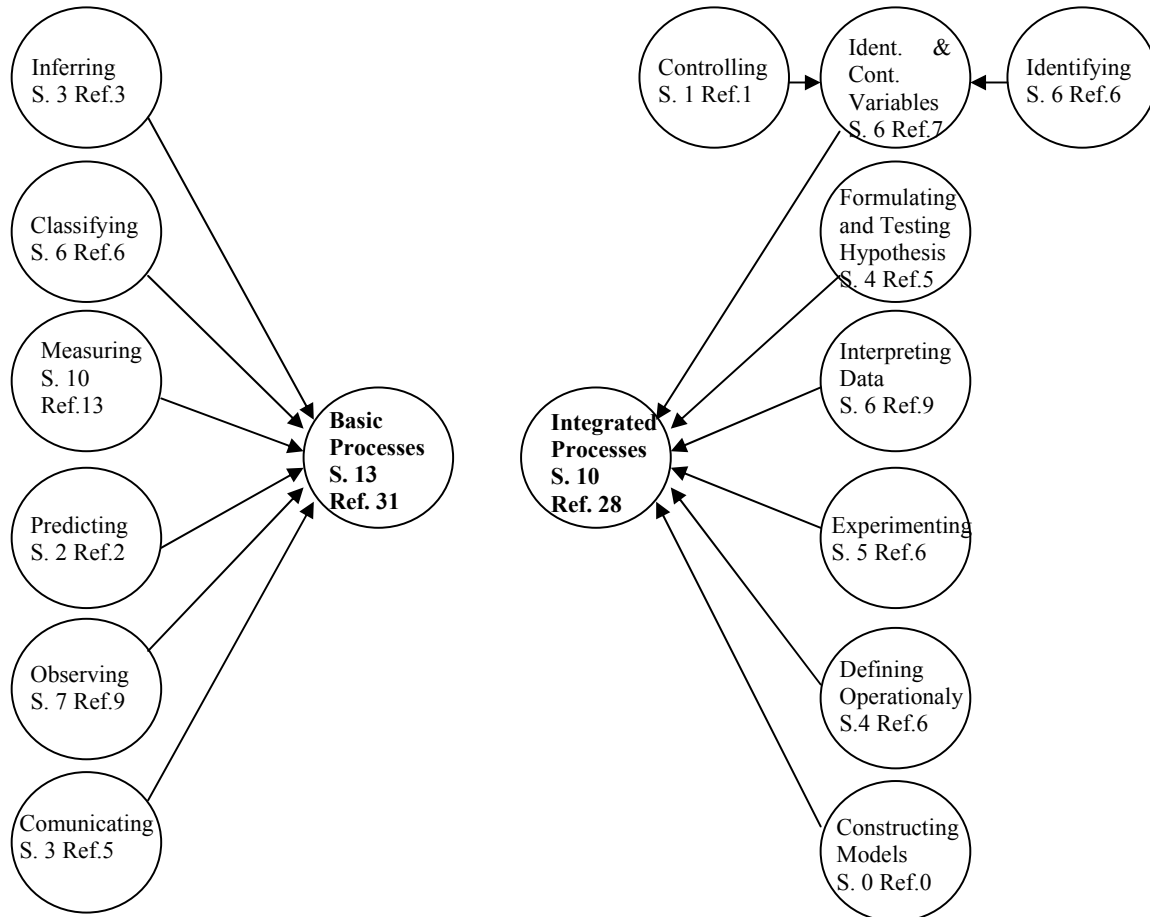 Inferring
S. 3 Ref.3
Classifying
S. 6 Ref.6
Measuring
S. 10
Ref.13
Predicting
S. 2 Ref.2
Observing
S. 7 Ref.9
Comunicating
S. 3 Ref.5
Basic
Processes
S. 13
Ref. 31
Integrated
Processes
S. 10
Ref. 28
Controlling
S. 1 Ref.1
Ident. &
Cont.
Variables
S. 6 Ref.7
Identifying
S. 6 Ref.6
Formulating
and Testing
Hypothesis
S. 4 Ref.5
Interpreting
Data
S. 6 Ref.9
Experimenting
S. 5 Ref.6
Defining
Operationaly
S.4 Ref.6
Constructing
Models
S. 0 Ref.0